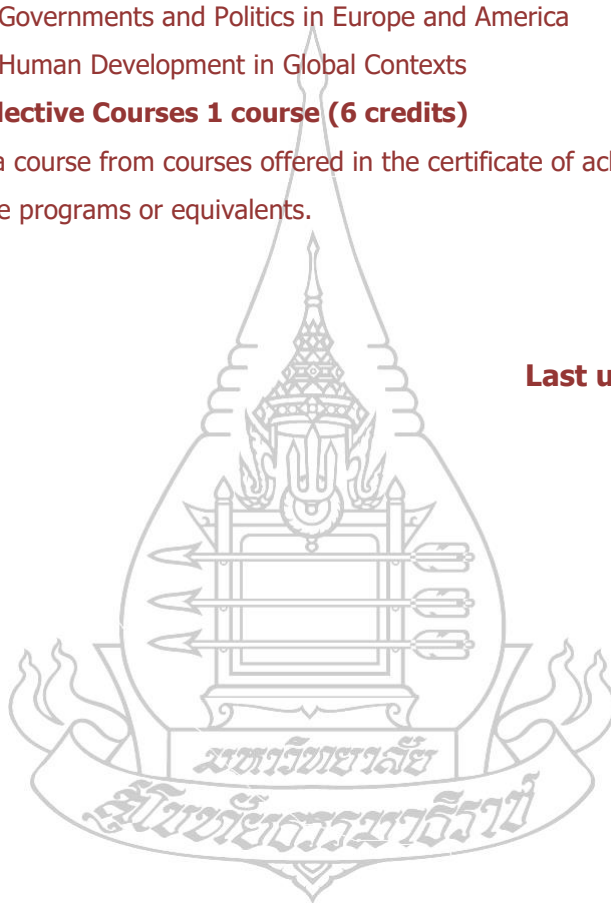 Governments and Politics in Europe and America
Human Development in Global Contexts
lective Courses 1 course (6 credits)
a course from courses offered in the certificate of ac
e programs or equivalents.
Last u
มหาวิทยาลัย
สุโขทัยธรรมาธิราช